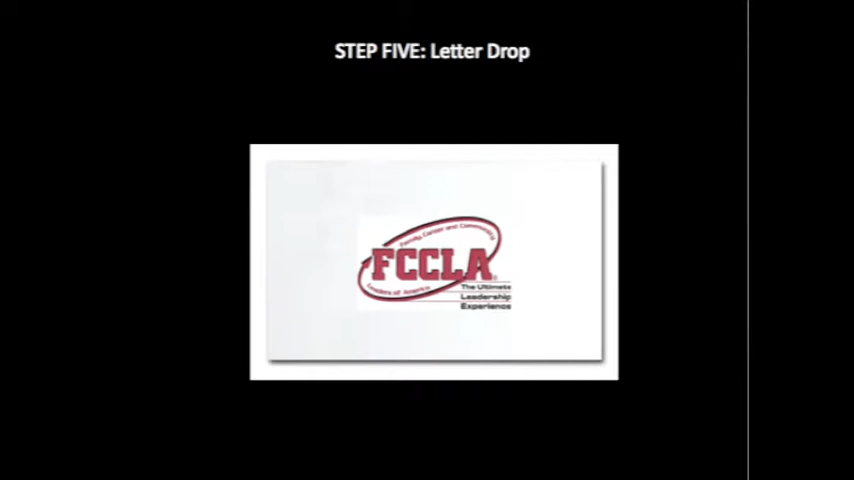 STEP FIVE: Letter Drop
Family, Career and Community
FCCLA®
Leaders of America
The Ultimate
Leadership
Experience